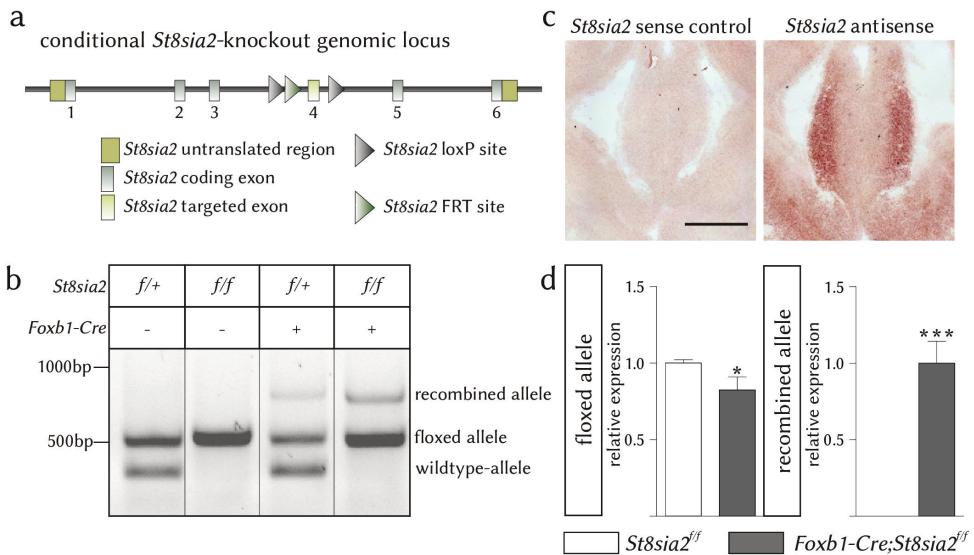 a
conditional St8sia2-knockout genomic locus
1 2 3 4 5 6
St8sia2 untranslated region
St8sia2 coding exon
St8sia2 targeted exon
St8sia2 loxP site
St8sia2 FRT site
b
St8sia2 f/+ f/f f/+ f/f
Foxb1-Cre - - + +
1000bp
500bp
recombined allele
floxed allele
wildtype-allele
c
St8sia2 sense control
St8sia2 antisense
d
floxed allele
relative expression
1.5
1.0
0.5
*
recombined allele
relative expression
1.5
1.0
0.5
***
St8sia2f/f
Foxb1-Cre;St8sia2f/f